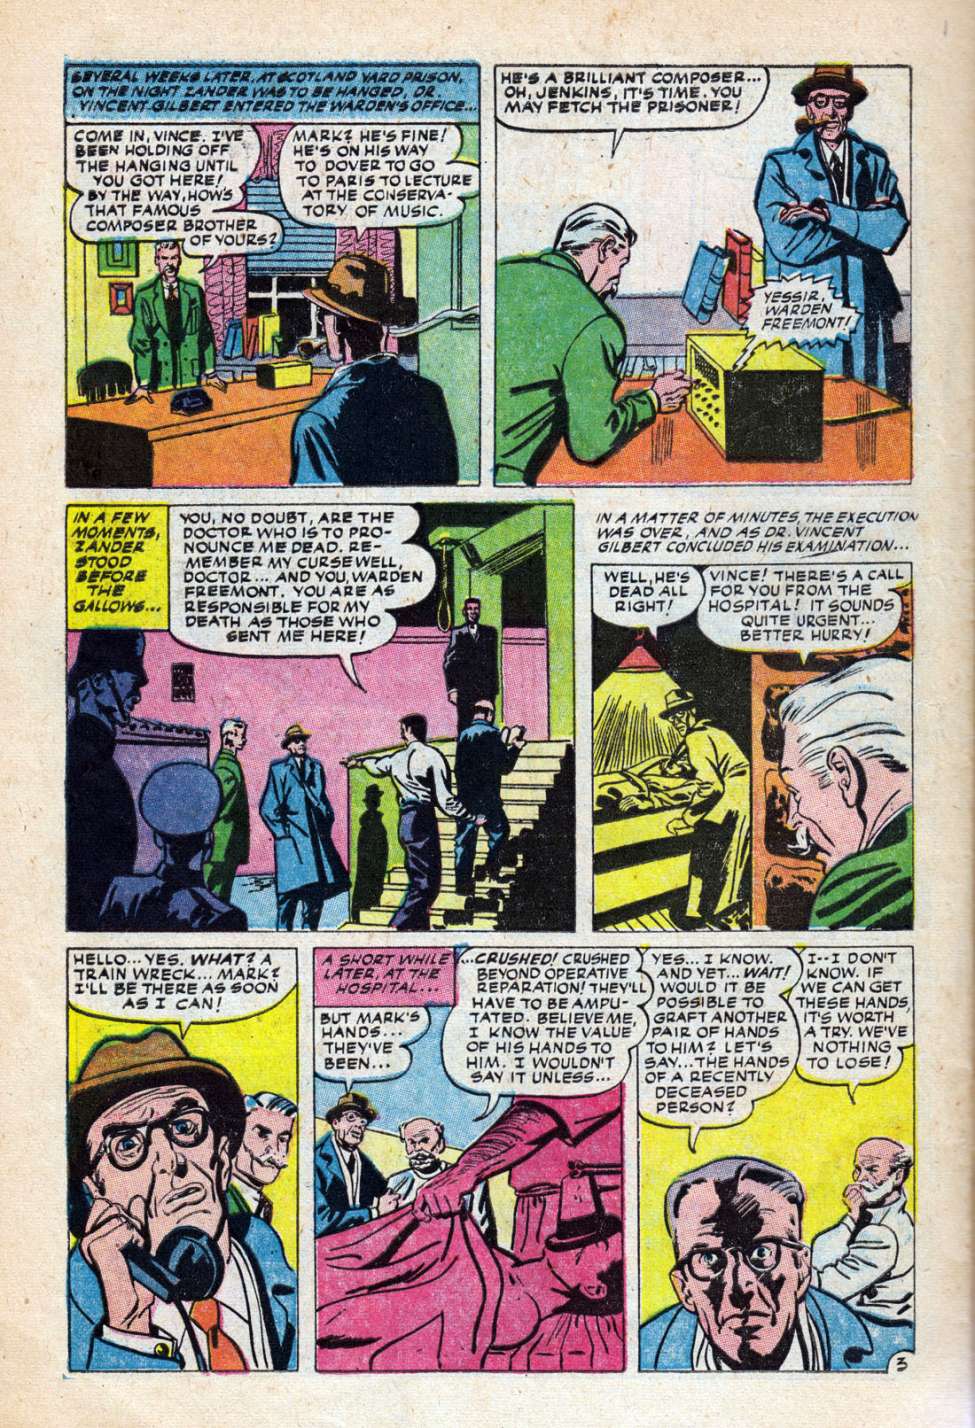 SEVERAL WEEKS LATER, AT SCOTLAND YARD PRISON,
ON THE NIGHT ZANDER WAS TO BE HANGED, DR.
VINCENT GILBERT ENTERED THE WARDEN'S OFFICE...
COME IN, VINCE. I'VE
BEEN HOLDING OFF
THE HANGING UNTIL
YOU GOT HERE!
BY THE WAY, HOW'S
THAT FAMOUS
COMPOSER BROTHER
OF YOURS?
MARK? HE'S FINE!
HE'S ON HIS WAY
TO DOVER TO GO
TO PARIS TO LECTURE
AT THE CONSERVA-
TORY OF MUSIC.
HE'S A BRILLIANT COMPOSER...
OH, JENKINS, IT'S TIME. YOU
MAY FETCH THE PRISONER!
YESSIR,
WARDEN
FREEMONT!
IN A FEW
MOMENTS,
ZANDER
STOOD
BEFORE
THE
GALLOWS...
YOU, NO DOUBT, ARE THE
DOCTOR WHO IS TO PRO-
NOUNCE ME DEAD. RE-
MEMBER MY CURSE WELL,
DOCTOR... AND YOU, WARDEN
FREEMONT. YOU ARE AS
RESPONSIBLE FOR MY
DEATH AS THOSE WHO
SENT ME HERE!
IN A MATTER OF MINUTES, THE EXECUTION
WAS OVER, AND AS DR. VINCENT
GILBERT CONCLUDED HIS EXAMINATION...
WELL, HE'S
DEAD ALL
RIGHT!
VINCE! THERE'S A CALL
FOR YOU FROM THE
HOSPITAL! IT SOUNDS
QUITE URGENT...
BETTER HURRY!
HELLO...YES. WHAT? A
TRAIN WRECK... MARK?
I'LL BE THERE AS SOON
AS I CAN!
A SHORT WHILE
LATER, AT THE
HOSPITAL...
BUT MARK'S
HANDS...
THEY'VE
BEEN...
...CRUSHED! CRUSHED
BEYOND OPERATIVE
REPARATION! THEY'LL
HAVE TO BE AMPU-
TATED. BELIEVE ME,
I KNOW THE VALUE
OF HIS HANDS TO
HIM. I WOULDN'T
SAY IT UNLESS...
YES... I KNOW.
AND YET...WAIT!
WOULD IT BE
POSSIBLE TO
GRAFT ANOTHER
PAIR OF HANDS
TO HIM? LET'S
SAY...THE HANDS
OF A RECENTLY
DECEASED
PERSON?
I--I DON'T
KNOW. IF
WE CAN GET
THESE HANDS,
IT'S WORTH
A TRY. WE'VE
NOTHING
TO LOSE!
3